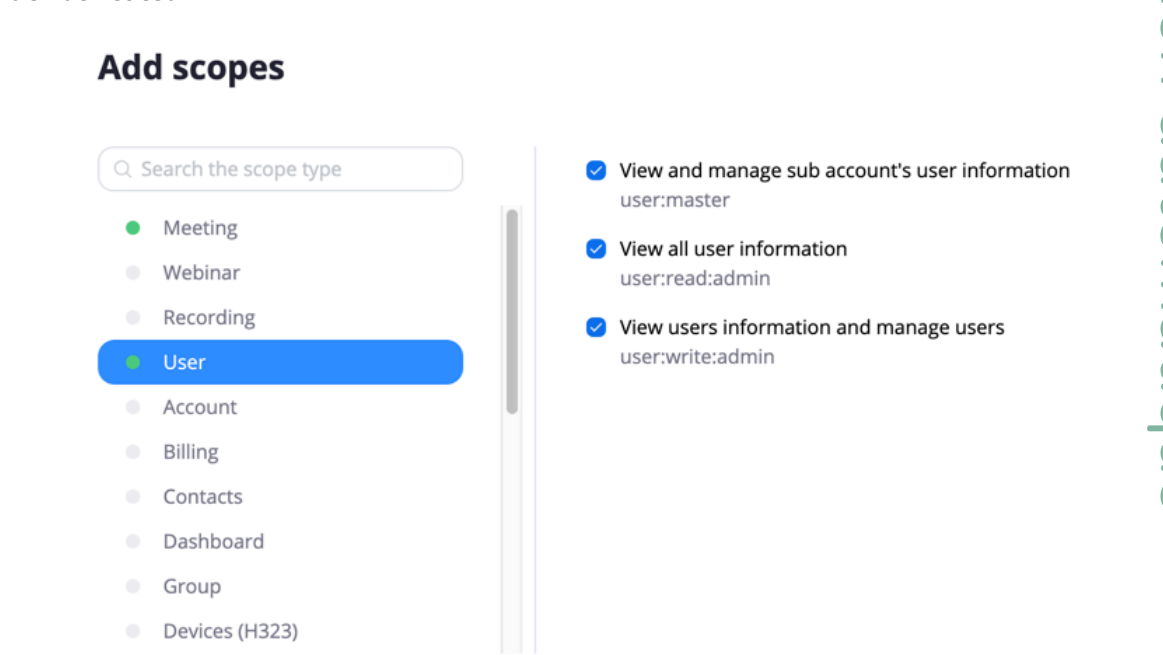 Add scopes
Search the scope type
Meeting
Webinar
Recording
User
Account
Billing
Contacts
Dashboard
Group
Devices (H323)
View and manage sub account's user information
user:master
View all user information
user:read:admin
View users information and manage users
user:write:admin